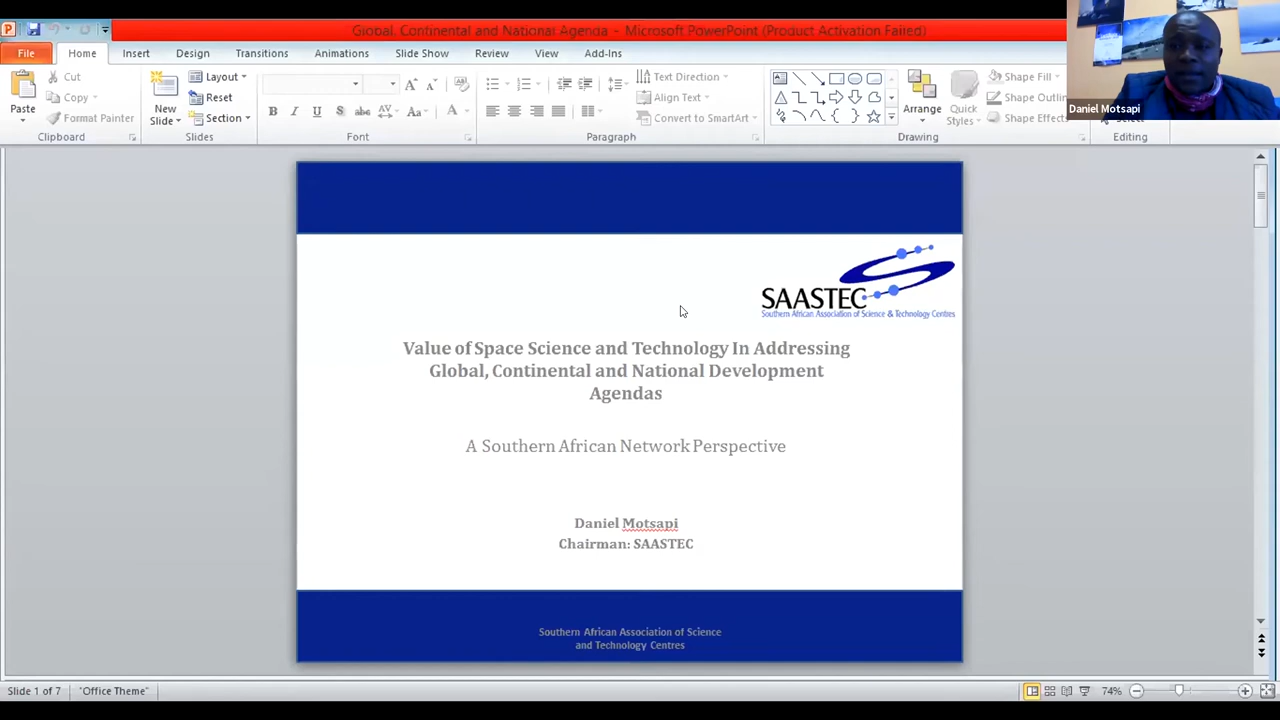 Global, Continental and National Agenda - Microsoft PowerPoint (Product Activation Failed)
File Home Insert Design Transitions Animations Slide Show Review View Add-Ins
Paste
Cut
Copy
Format Painter
Clipboard
New
Slide
Layout
Reset
Section
Slides
B I U S abc AV Aa A
Font
Text Direction
Align Text
Convert to SmartArt
Paragraph
Arrange
Quick
Styles
Shape Fill
Shape Outlin
Shape Effects
Drawing
Select
Editing
Daniel Motsapi
SAASTEC
Southern African Association of Science & Technology Centres
Value of Space Science and Technology In Addressing
Global, Continental and National Development
Agendas
A Southern African Network Perspective
Daniel Motsapi
Chairman: SAASTEC
Southern African Association of Science
and Technology Centres
Slide 1 of 7 "Office Theme" 74%